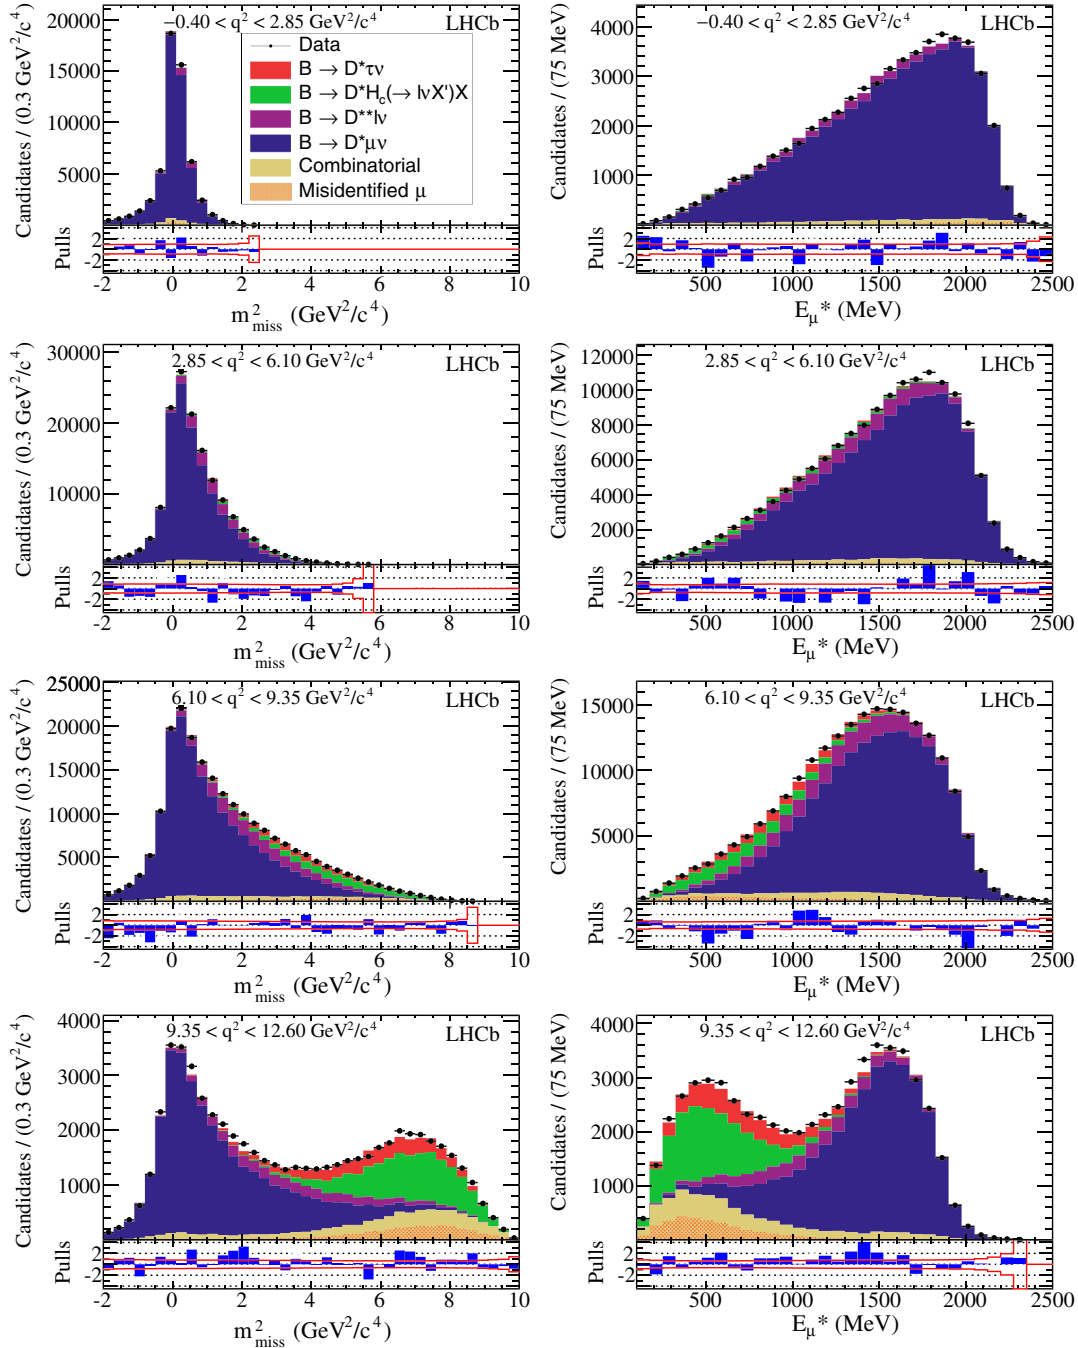 −0.40 < q² < 2.85 GeV²/c⁴
LHCb
Data
B → D*τν
B → D*H_c(→ lνX')X
B → D**lν
B → D*μν
Combinatorial
Misidentified μ
Candidates / (0.3 GeV²/c⁴)
20000
15000
10000
5000
Pulls
2
-2
-2 0 2 4 6 8 10
m²_miss (GeV²/c⁴)
−0.40 < q² < 2.85 GeV²/c⁴
LHCb
Candidates / (75 MeV)
4000
3000
2000
1000
Pulls
2
-2
500 1000 1500 2000 2500
E_μ* (MeV)
2.85 < q² < 6.10 GeV²/c⁴
LHCb
Candidates / (0.3 GeV²/c⁴)
30000
20000
10000
Pulls
2
-2
-2 0 2 4 6 8 10
m²_miss (GeV²/c⁴)
2.85 < q² < 6.10 GeV²/c⁴
LHCb
Candidates / (75 MeV)
12000
10000
8000
6000
4000
2000
Pulls
2
-2
500 1000 1500 2000 2500
E_μ* (MeV)
6.10 < q² < 9.35 GeV²/c⁴
LHCb
Candidates / (0.3 GeV²/c⁴)
25000
20000
15000
10000
5000
Pulls
2
-2
-2 0 2 4 6 8 10
m²_miss (GeV²/c⁴)
6.10 < q² < 9.35 GeV²/c⁴
LHCb
Candidates / (75 MeV)
15000
10000
5000
Pulls
2
-2
500 1000 1500 2000 2500
E_μ* (MeV)
9.35 < q² < 12.60 GeV²/c⁴
LHCb
Candidates / (0.3 GeV²/c⁴)
4000
3000
2000
1000
Pulls
2
-2
-2 0 2 4 6 8 10
m²_miss (GeV²/c⁴)
9.35 < q² < 12.60 GeV²/c⁴
LHCb
Candidates / (75 MeV)
4000
3000
2000
1000
Pulls
2
-2
500 1000 1500 2000 2500
E_μ* (MeV)